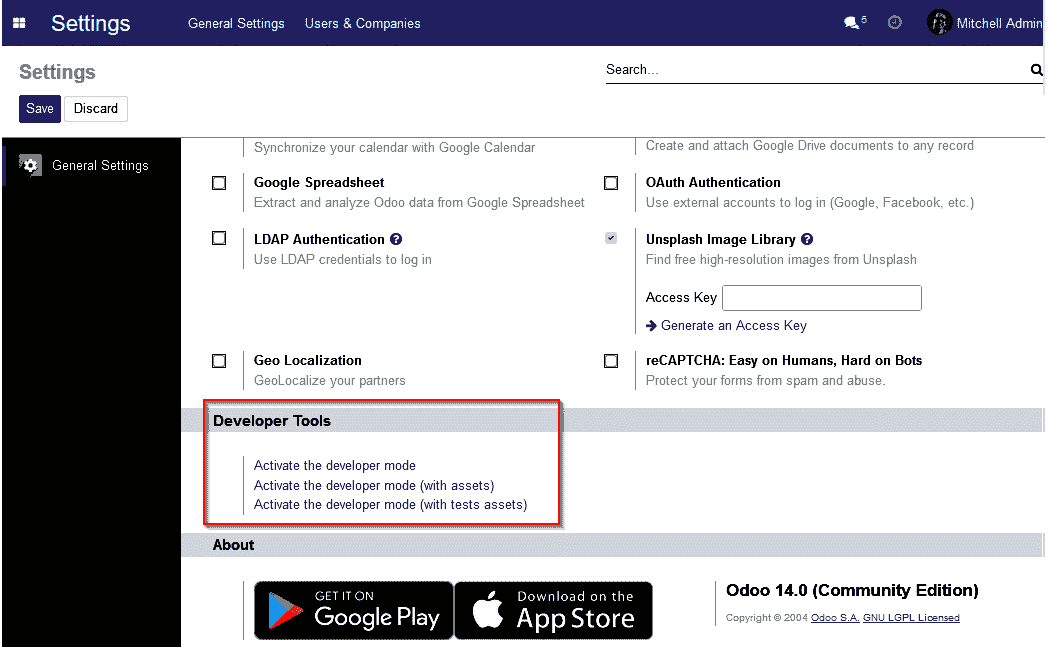 Settings
General Settings
Users & Companies
5
Mitchell Admin
Settings
Search...
Save
Discard
General Settings
Synchronize your calendar with Google Calendar
Create and attach Google Drive documents to any record
Google Spreadsheet
Extract and analyze Odoo data from Google Spreadsheet
OAuth Authentication
Use external accounts to log in (Google, Facebook, etc.)
LDAP Authentication
Use LDAP credentials to log in
Unsplash Image Library
Find free high-resolution images from Unsplash
Access Key
Generate an Access Key
Geo Localization
GeoLocalize your partners
reCAPTCHA: Easy on Humans, Hard on Bots
Protect your forms from spam and abuse.
Developer Tools
Activate the developer mode
Activate the developer mode (with assets)
Activate the developer mode (with tests assets)
About
GET IT ON
Google Play
Download on the
App Store
Odoo 14.0 (Community Edition)
Copyright © 2004 Odoo S.A. GNU LGPL Licensed